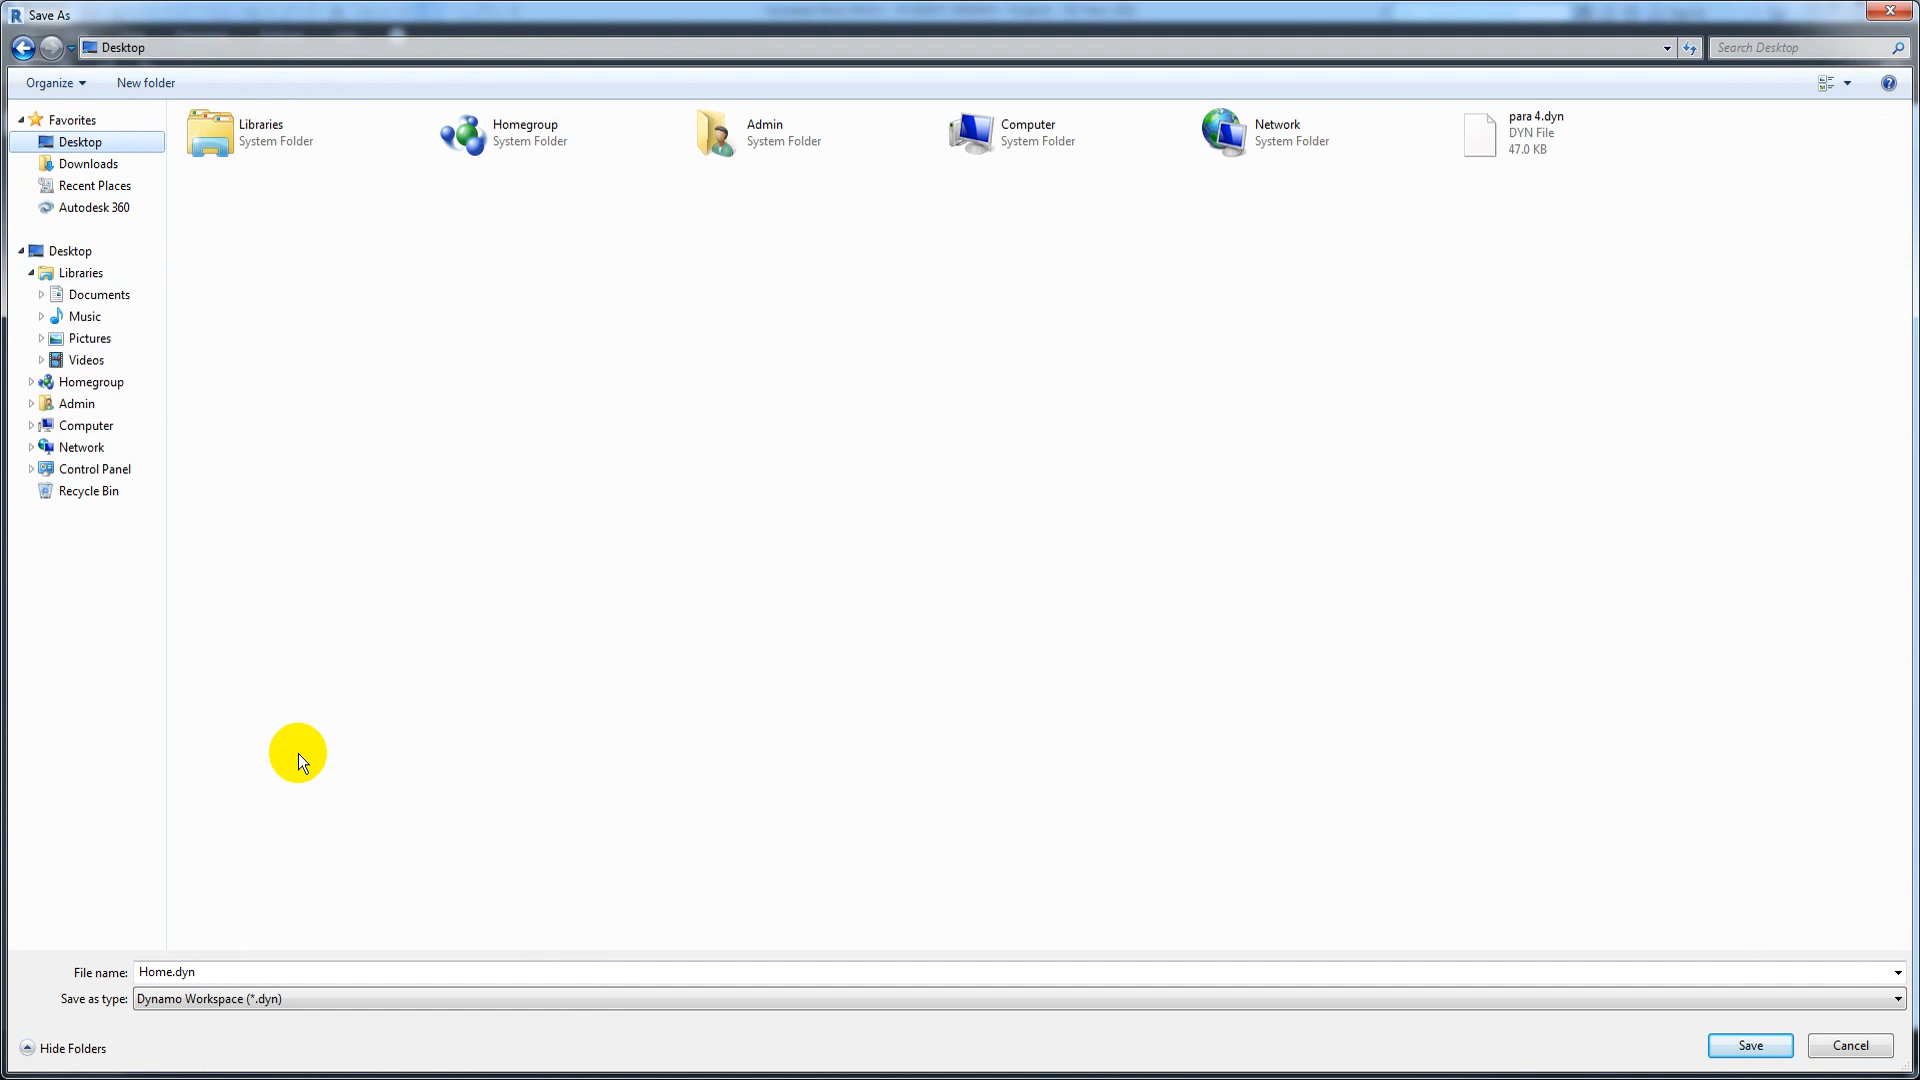 Save As
Desktop
Search Desktop
Organize
New folder
Favorites
Desktop
Downloads
Recent Places
Autodesk 360
Desktop
Libraries
Documents
Music
Pictures
Videos
Homegroup
Admin
Computer
Network
Control Panel
Recycle Bin
Libraries
System Folder
Homegroup
System Folder
Admin
System Folder
Computer
System Folder
Network
System Folder
para 4.dyn
DYN File
47.0 KB
File name: Home.dyn
Save as type: Dynamo Workspace (*.dyn)
Hide Folders
Save
Cancel